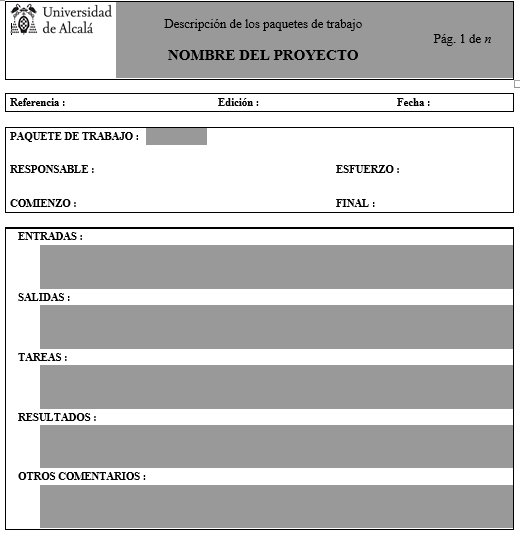 Universidad
de Alcalá
Descripción de los paquetes de trabajo
NOMBRE DEL PROYECTO
Pág. 1 de n
Referencia :    Edición :    Fecha :
PAQUETE DE TRABAJO :
RESPONSABLE :    ESFUERZO :
COMIENZO :    FINAL :
ENTRADAS :
SALIDAS :
TAREAS :
RESULTADOS :
OTROS COMENTARIOS :